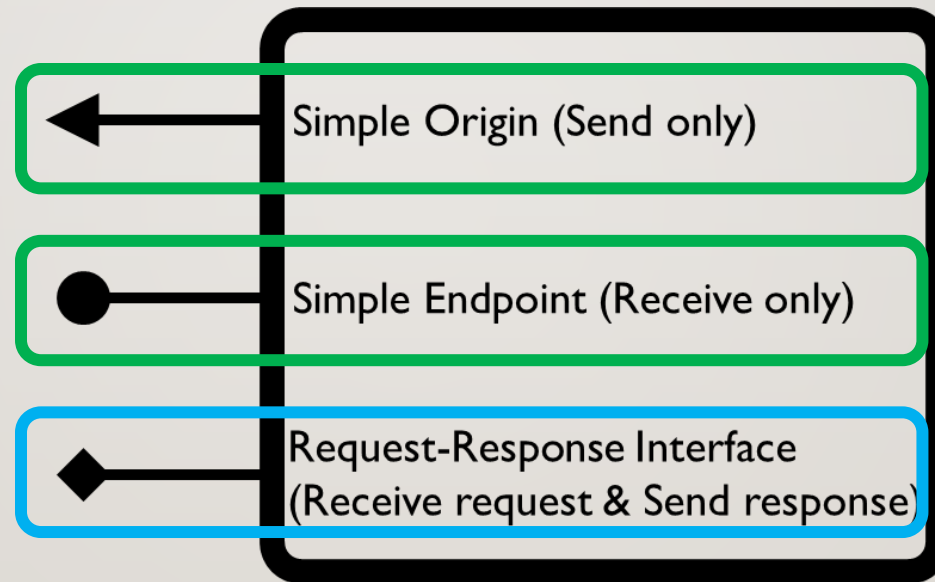 Simple Origin (Send only)
Simple Endpoint (Receive only)
Request-Response Interface
(Receive request & Send response)